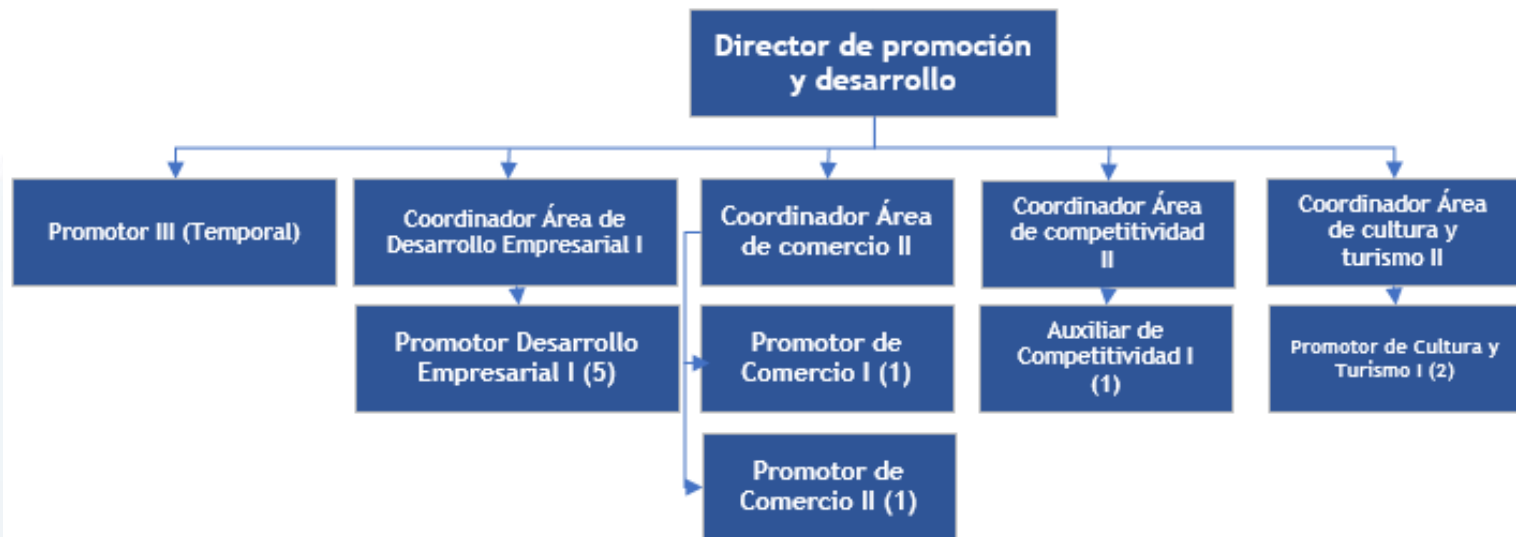 Director de promoción
y desarrollo
Promotor III (Temporal)
Coordinador Área de
Desarrollo Empresarial I
Coordinador Área
de comercio II
Coordinador Área
de competitividad
II
Coordinador Área
de cultura y
turismo II
Promotor Desarrollo
Empresarial I (5)
Promotor de
Comercio I (1)
Auxiliar de
Competitividad I
(1)
Promotor de Cultura y
Turismo I (2)
Promotor de
Comercio II (1)